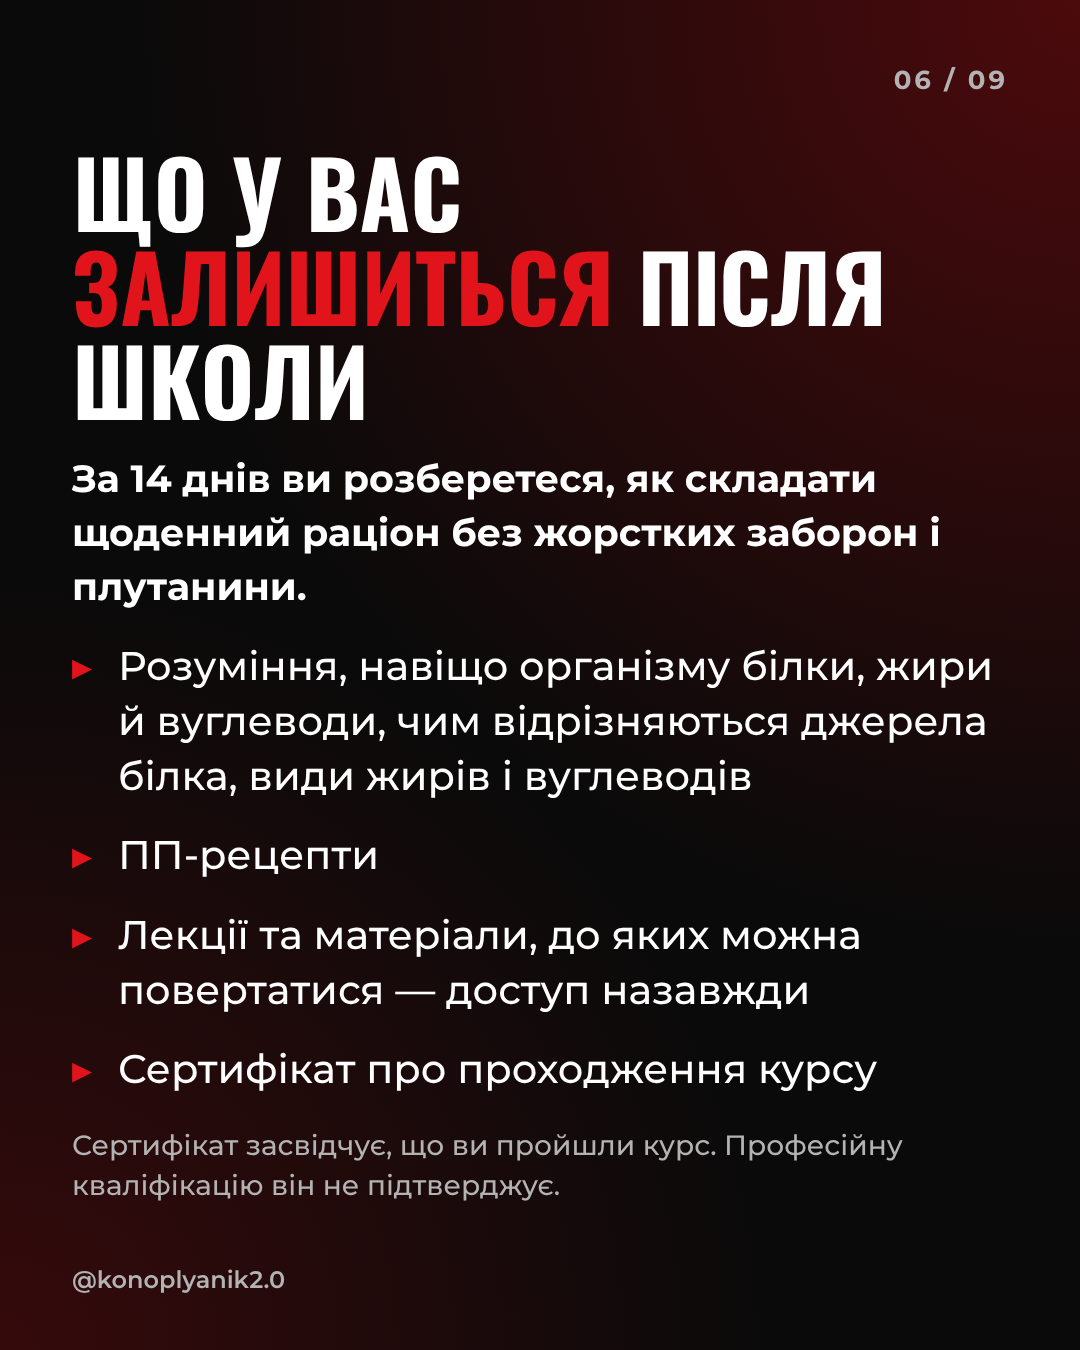 06 / 09
ЩО У ВАС
ЗАЛИШИТЬСЯ ПІСЛЯ
ШКОЛИ
За 14 днів ви розберетеся, як складати
щоденний раціон без жорстких заборон і
плутанини.
▸ Розуміння, навіщо організму білки, жири
й вуглеводи, чим відрізняються джерела
білка, види жирів і вуглеводів
▸ ПП-рецепти
▸ Лекції та матеріали, до яких можна
повертатися — доступ назавжди
▸ Сертифікат про проходження курсу
Сертифікат засвідчує, що ви пройшли курс. Професійну
кваліфікацію він не підтверджує.
@konoplyanik2.0